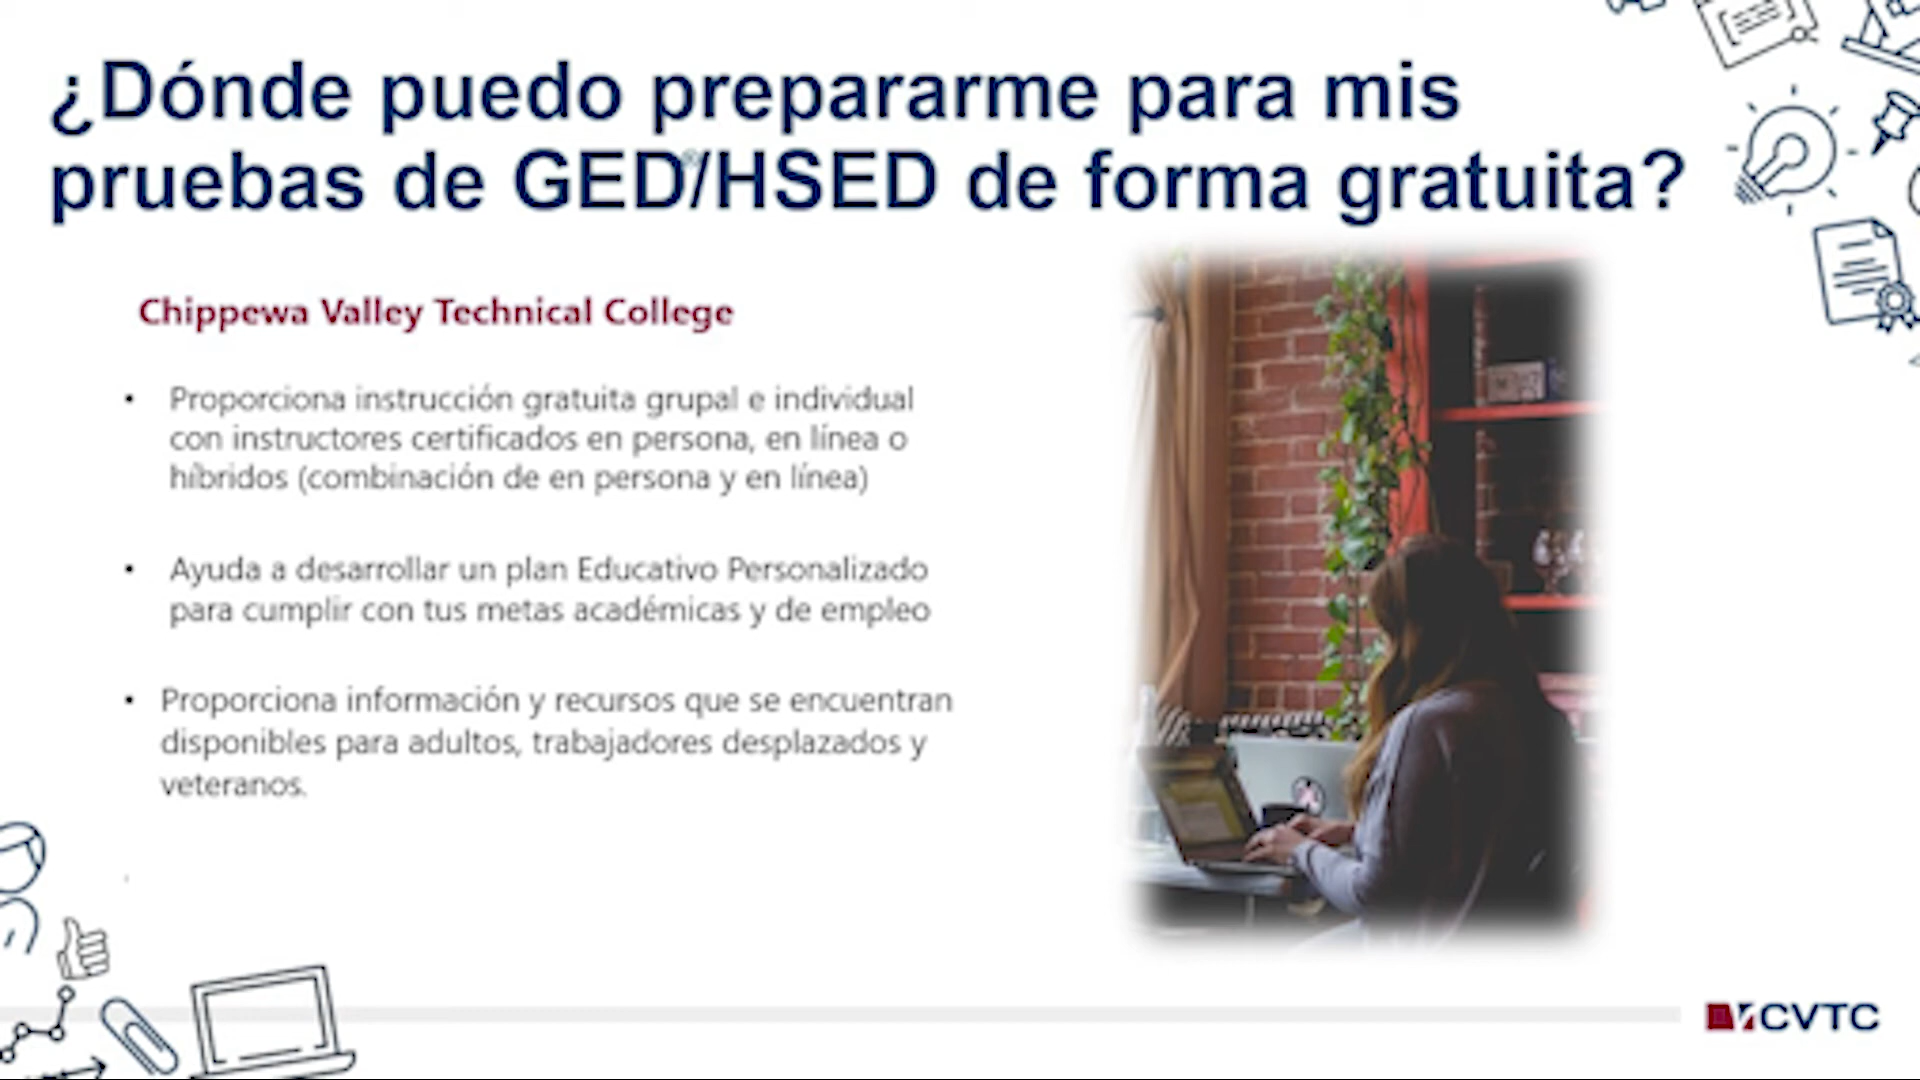 ¿Dónde puedo prepararme para mis
pruebas de GED®/HSED de forma gratuita?
Chippewa Valley Technical College
• Proporciona instrucción gratuita grupal e individual
con instructores certificados en persona, en línea o
híbridos (combinación de en persona y en línea)
• Ayuda a desarrollar un plan Educativo Personalizado
para cumplir con tus metas académicas y de empleo
• Proporciona información y recursos que se encuentran
disponibles para adultos, trabajadores desplazados y
veteranos.
CVTC